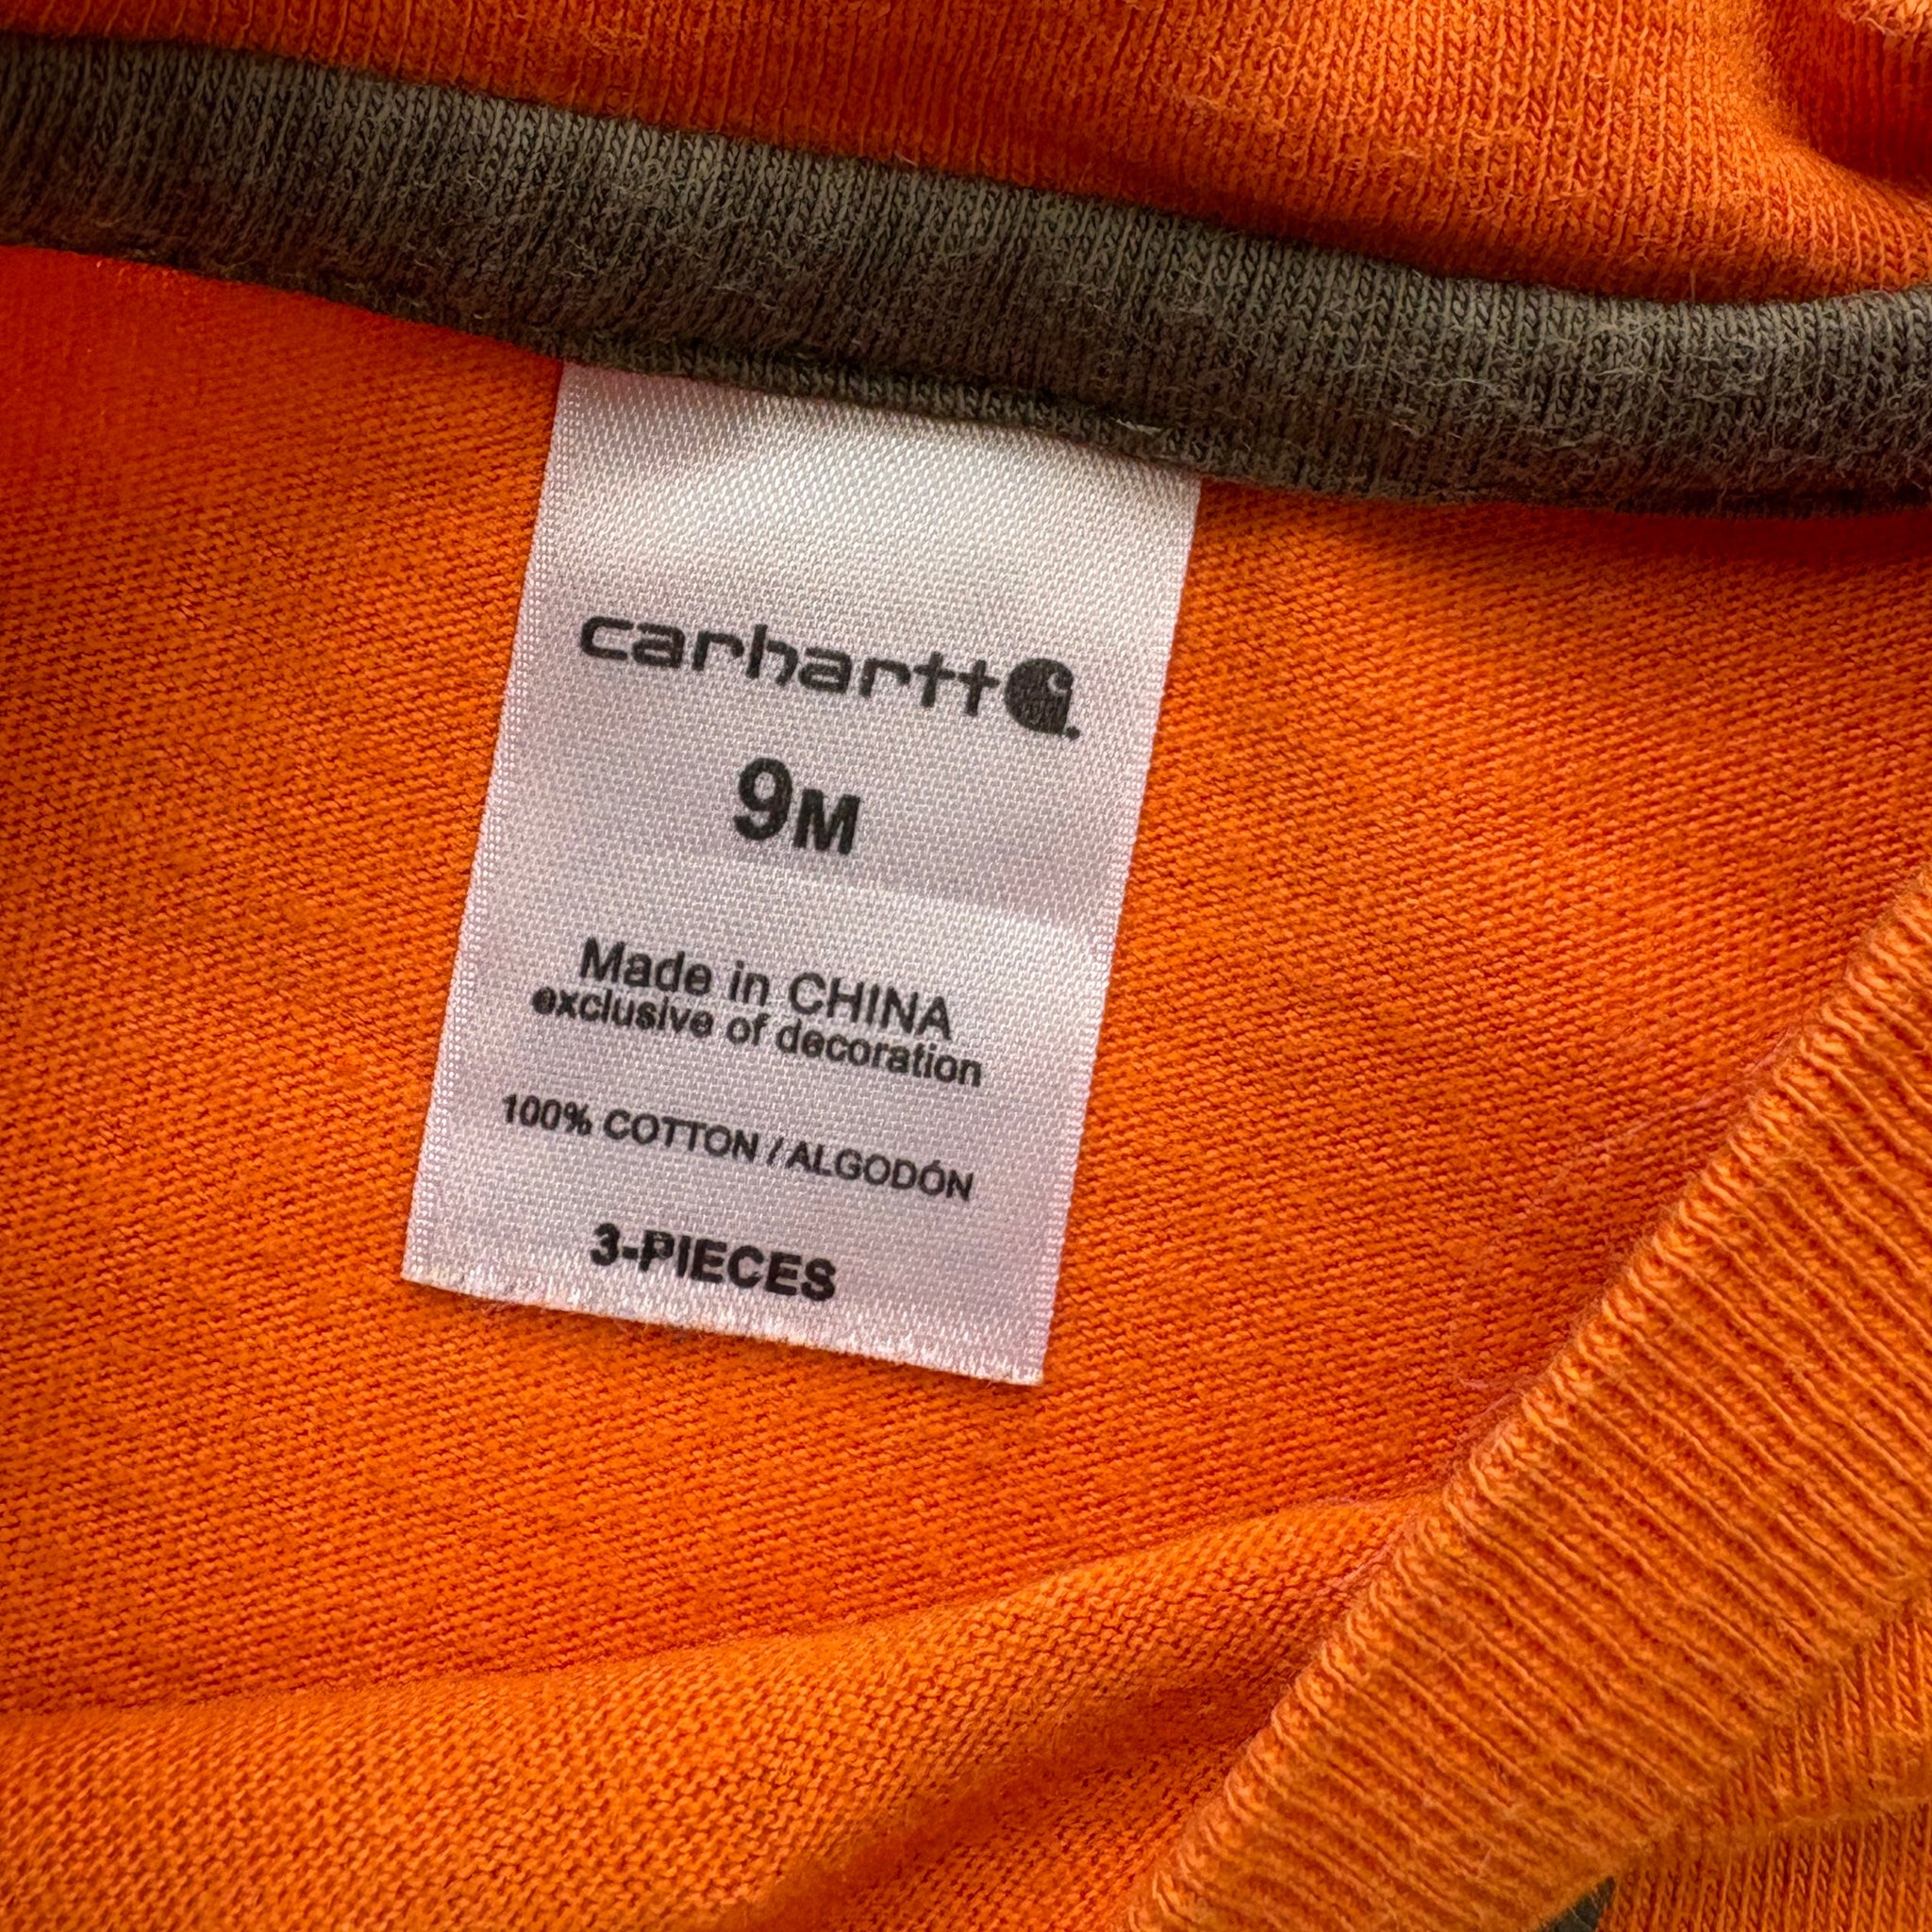 carhartt
9M
Made in CHINA
exclusive of decoration
100% COTTON / ALGODÓN
3-PIECES